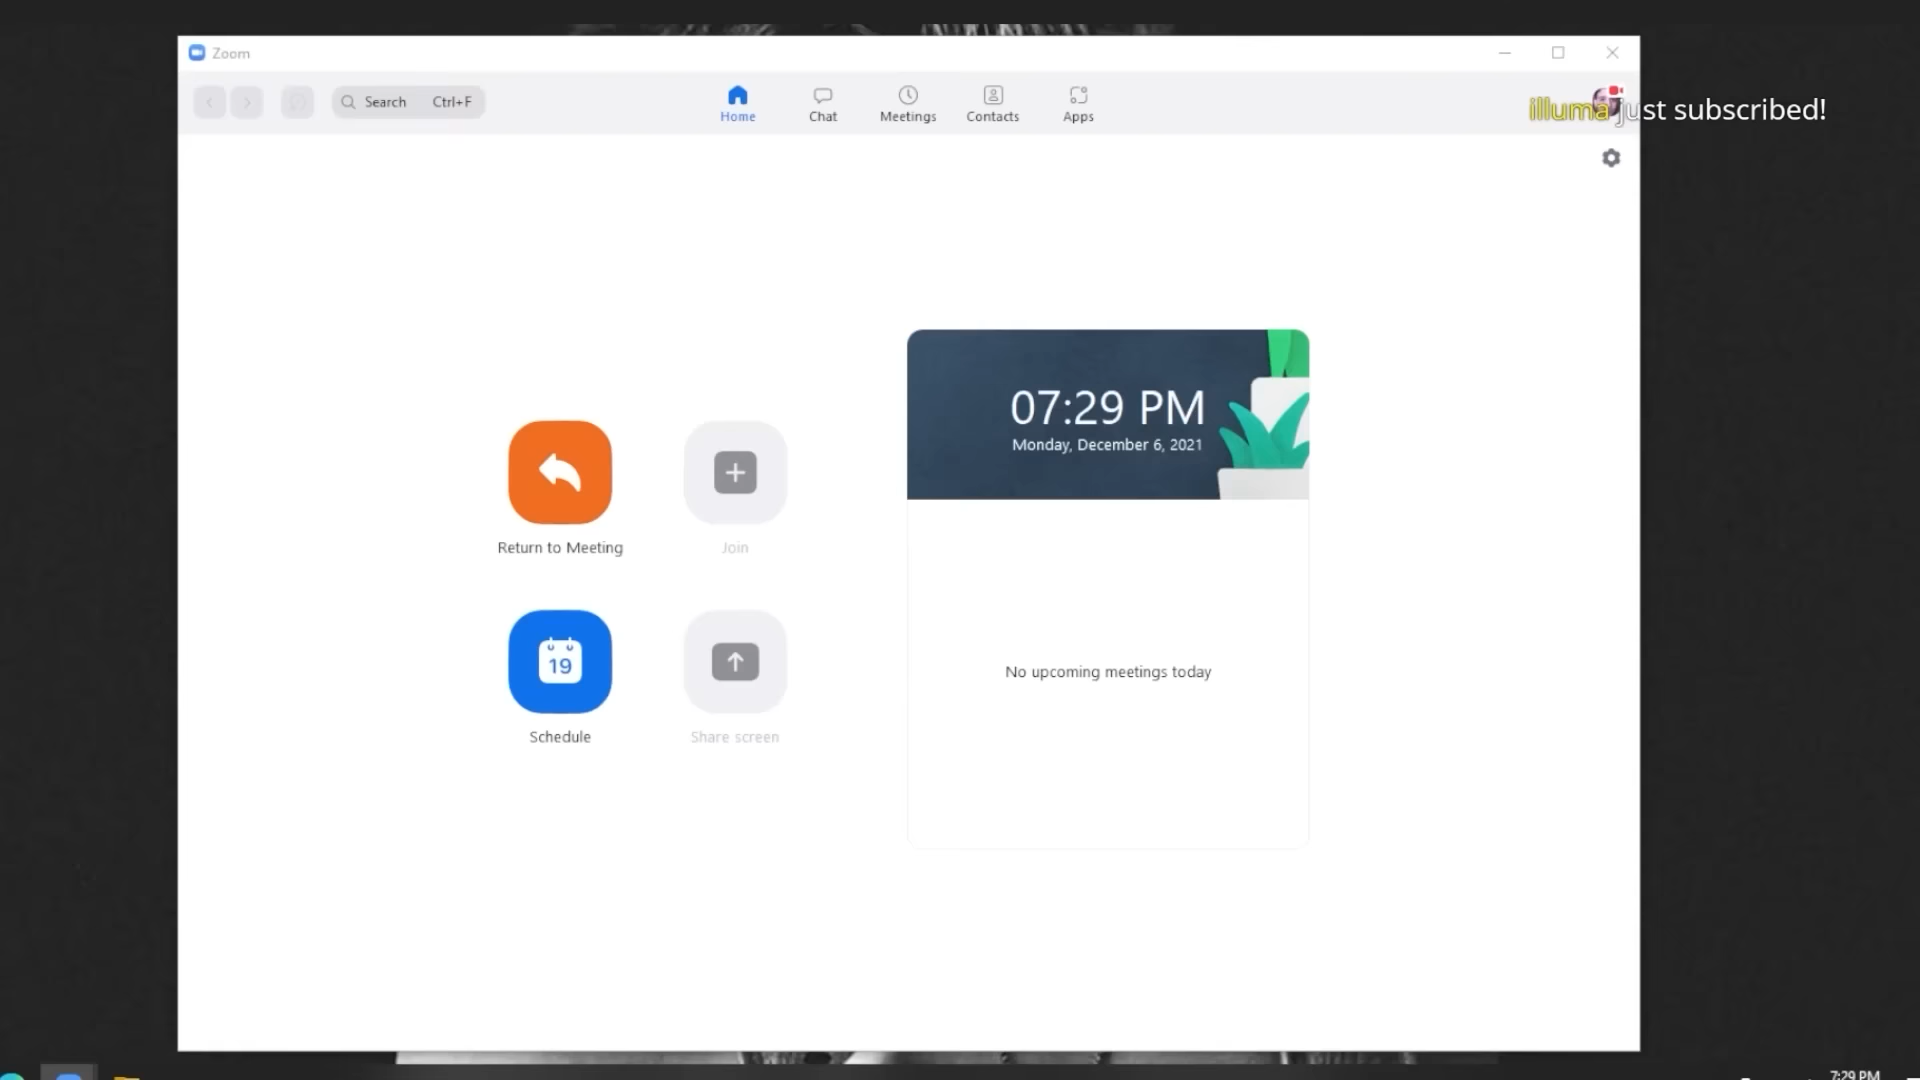 Zoom
Search Ctrl+F
Home
Chat
Meetings
Contacts
Apps
illuma just subscribed!
07:29 PM
Monday, December 6, 2021
Return to Meeting
Join
19
Schedule
Share screen
No upcoming meetings today
7:29 PM